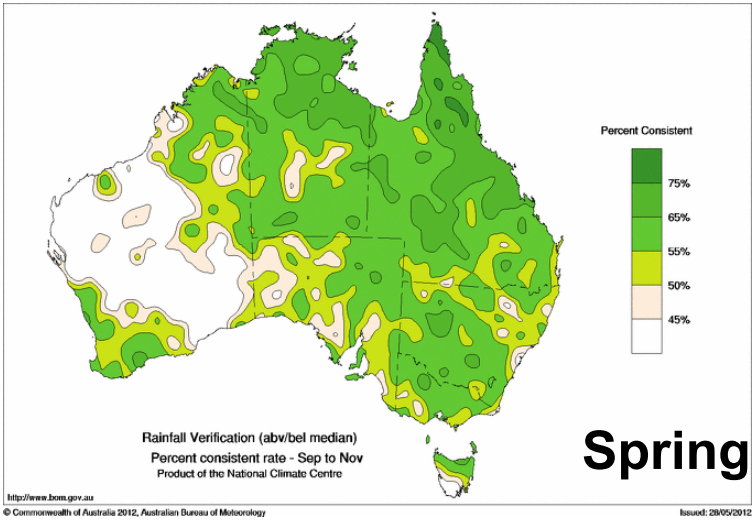 Percent Consistent
75%
65%
55%
50%
45%
Rainfall Verification (abv/bel median)
Percent consistent rate - Sep to Nov
Product of the National Climate Centre
Spring
http://www.bom.gov.au
© Commonwealth of Australia 2012, Australian Bureau of Meteorology
Issued: 28/05/2012